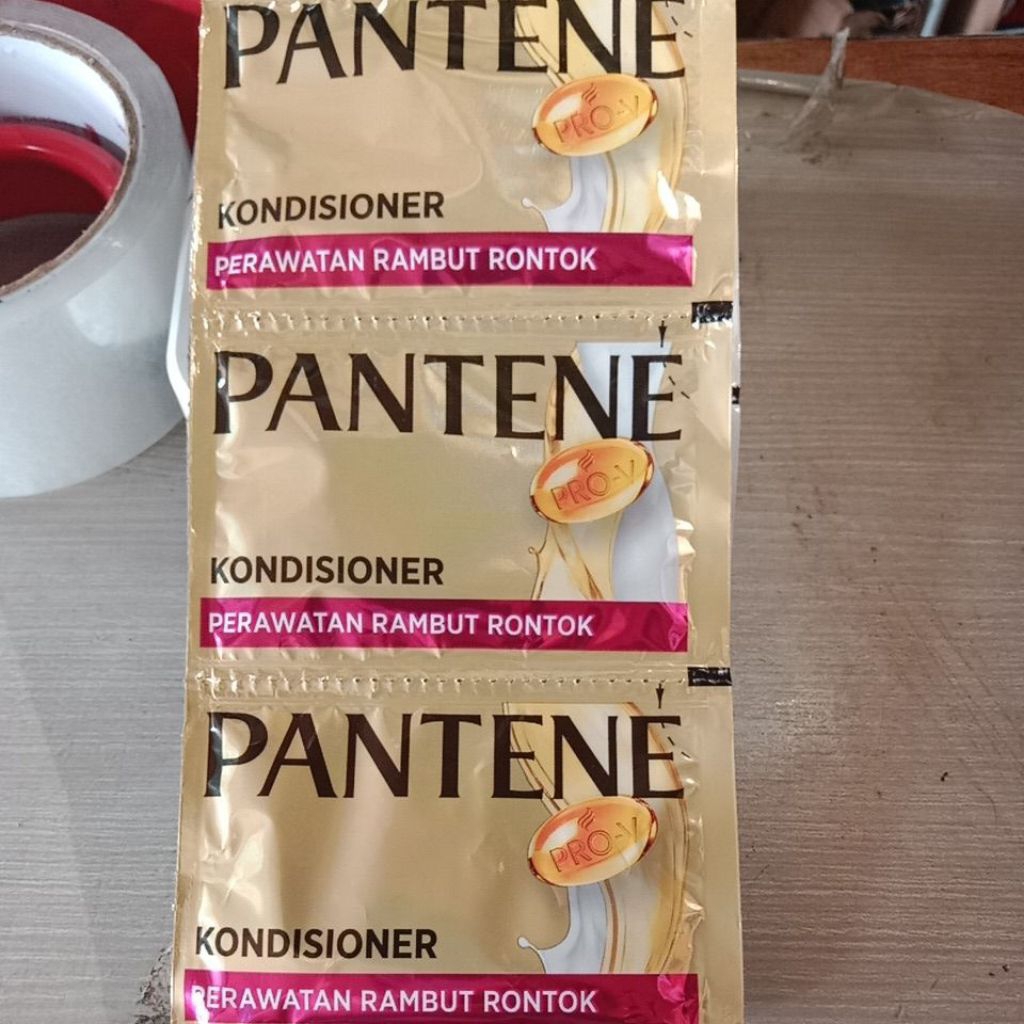 PANTENE
PRO-V
KONDISIONER
PERAWATAN RAMBUT RONTOK
PANTENE
PRO-V
KONDISIONER
PERAWATAN RAMBUT RONTOK
PANTENE
PRO-V
KONDISIONER
PERAWATAN RAMBUT RONTOK